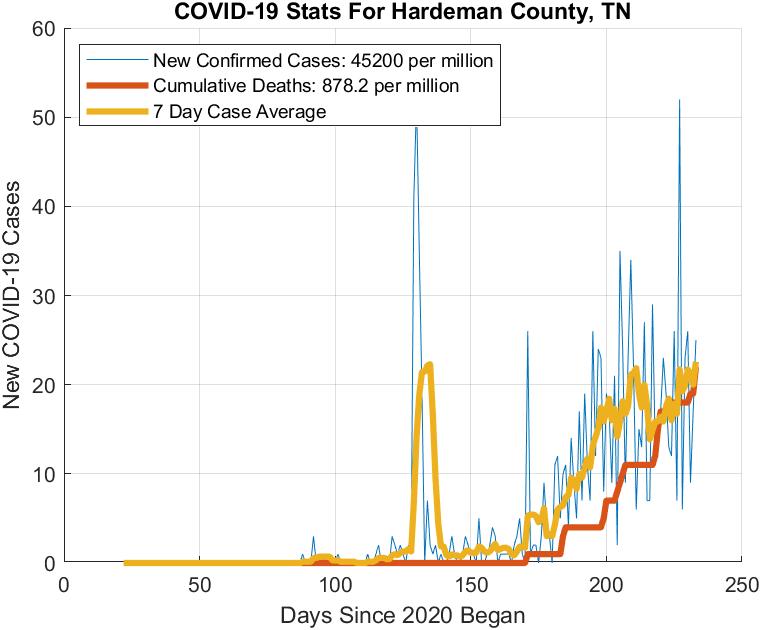 COVID-19 Stats For Hardeman County, TN
60
New Confirmed Cases: 45200 per million
Cumulative Deaths: 878.2 per million
7 Day Case Average
50
40
30
20
10
0
New COVID-19 Cases
0 50 100 150 200 250
Days Since 2020 Began